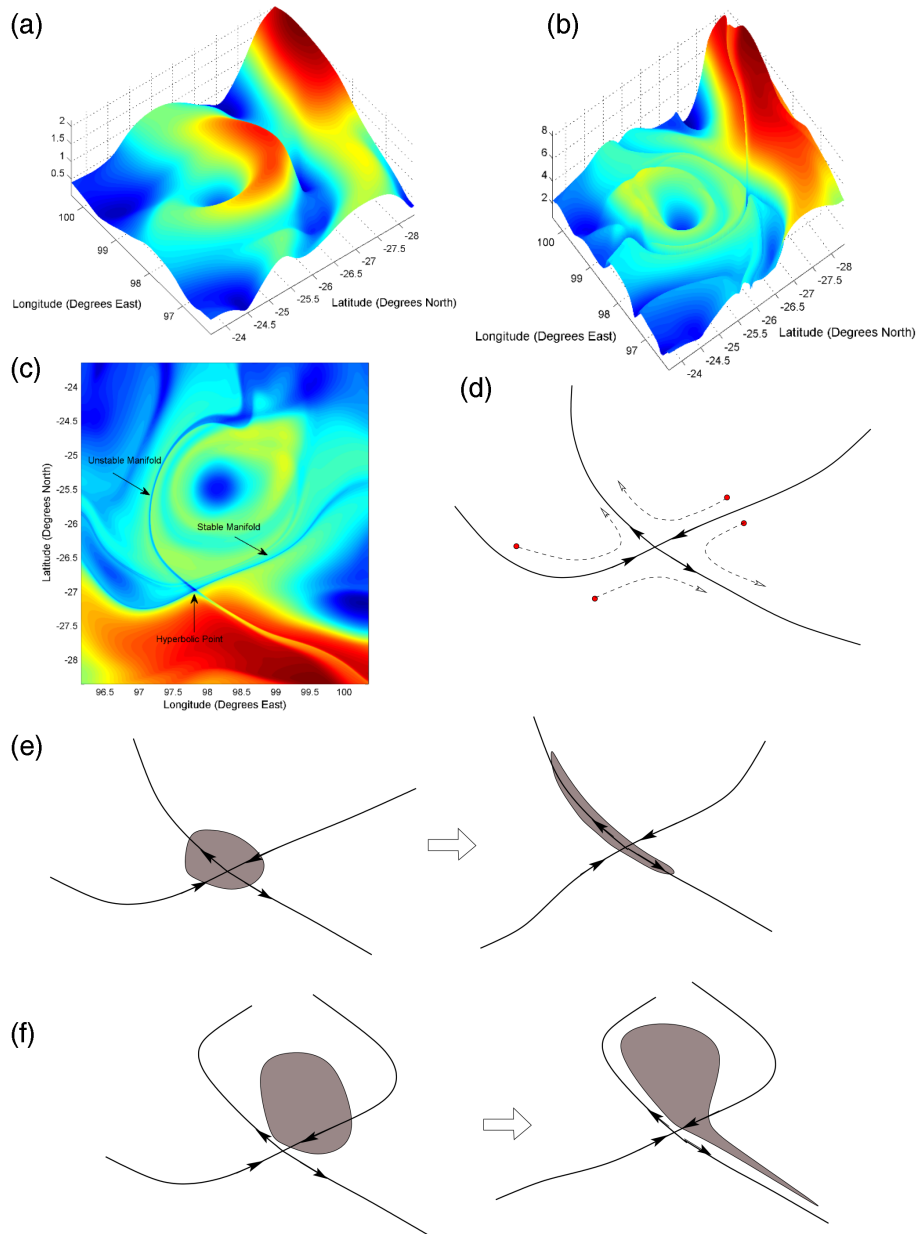 (a)
2
1.5
1
0.5
100
99
98
97
-24
-24.5
-25
-25.5
-26
-26.5
-27
-27.5
-28
Longitude (Degrees East)
Latitude (Degrees North)
(b)
8
6
4
2
100
99
98
97
-24
-24.5
-25
-25.5
-26
-26.5
-27
-27.5
-28
Longitude (Degrees East)
Latitude (Degrees North)
(c)
-24
-24.5
-25
-25.5
-26
-26.5
-27
-27.5
-28
Latitude (Degrees North)
Unstable Manifold
Stable Manifold
Hyperbolic Point
96.5 97 97.5 98 98.5 99 99.5 100
Longitude (Degrees East)
(d)
(e)
(f)